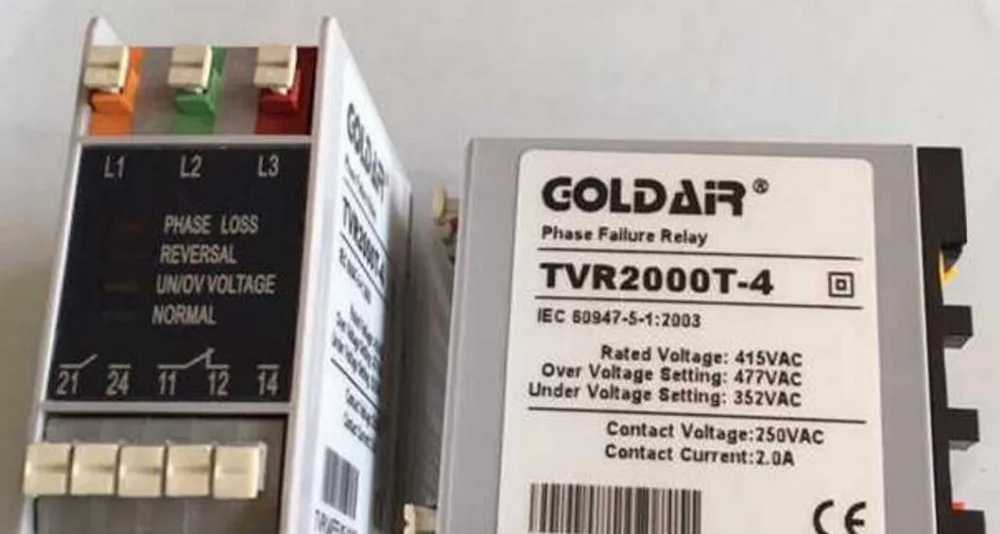 L1 L2 L3
PHASE LOSS
REVERSAL
UN/OV VOLTAGE
NORMAL
21 24 11 12 14
GOLDAIR
TVR2000T-4
GOLDAIR®
Phase Failure Relay
TVR2000T-4
IEC 60947-5-1:2003
Rated Voltage: 415VAC
Over Voltage Setting: 477VAC
Under Voltage Setting: 352VAC
Contact Voltage:250VAC
Contact Current:2.0A
CE